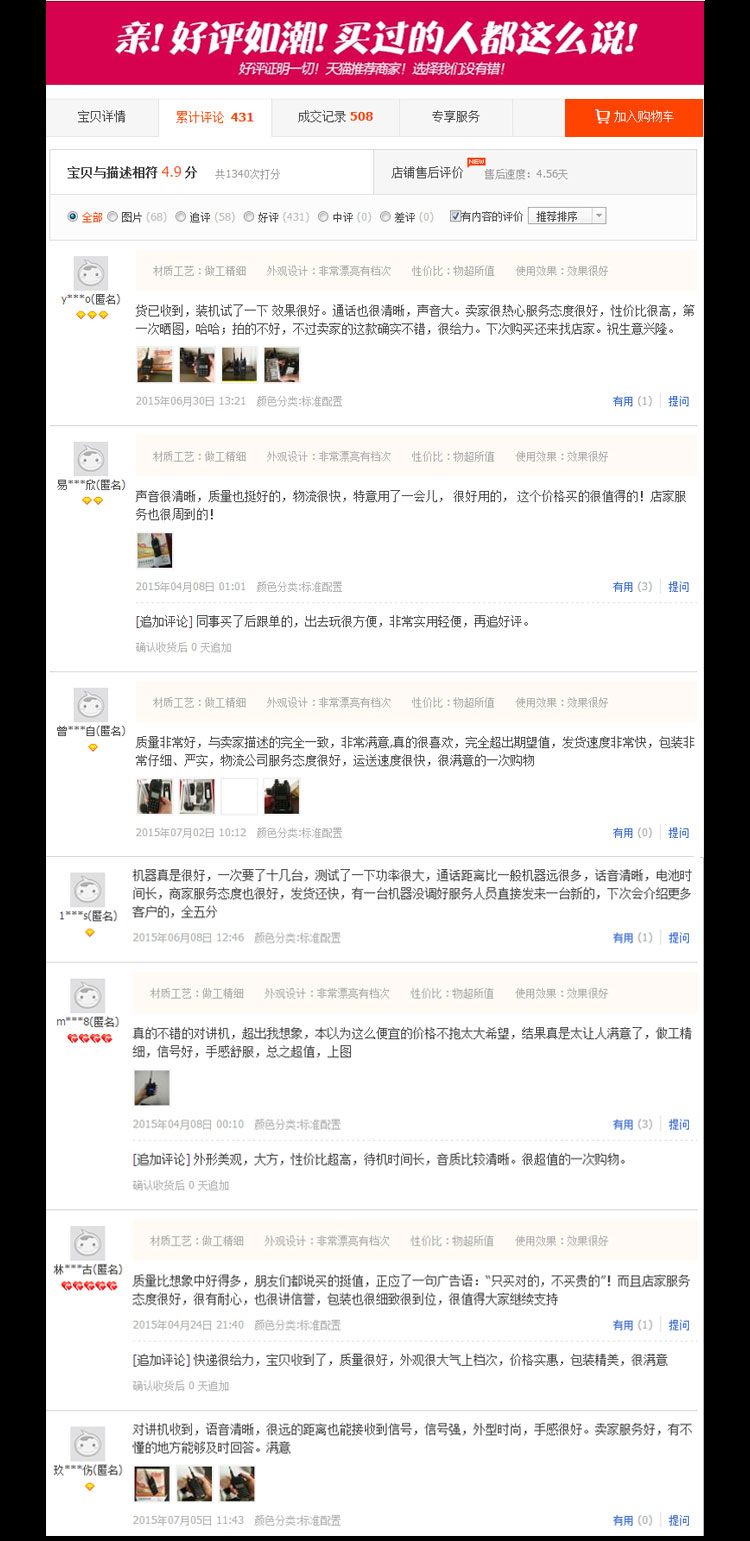 亲! 好评如潮! 买过的人都这么说!
好评证明一切! 天猫推荐商家! 选择我们没有错!
宝贝详情 累计评论 431 成交记录 508 专享服务 加入购物车
宝贝与描述相符 4.9 分 共1340次打分 店铺售后评价 NEW 售后速度：4.56天
全部 图片 (68) 追评 (58) 好评 (431) 中评 (0) 差评 (0) 有内容的评价 推荐排序
材质工艺：做工精细 外观设计：非常漂亮有档次 性价比：物超所值 使用效果：效果很好
y***o(匿名)
货已收到，装机试了一下 效果很好。通话也很清晰，声音大。卖家很热心服务态度很好，性价比很高，第
一次晒图，哈哈；拍的不好，不过卖家的这款确实不错，很给力。下次购买还来找店家。祝生意兴隆。
2015年06月30日 13:21 颜色分类:标准配置 有用 (1) 提问
材质工艺：做工精细 外观设计：非常漂亮有档次 性价比：物超所值 使用效果：效果很好
易***欣(匿名)
声音很清晰，质量也挺好的，物流很快，特意用了一会儿， 很好用的， 这个价格买的很值得的！店家服
务也很周到的！
2015年04月08日 01:01 颜色分类:标准配置 有用 (3) 提问
[追加评论] 同事买了后跟单的，出去玩很方便，非常实用轻便，再追好评。
确认收货后 0 天追加
材质工艺：做工精细 外观设计：非常漂亮有档次 性价比：物超所值 使用效果：效果很好
曾***自(匿名)
质量非常好，与卖家描述的完全一致，非常满意,真的很喜欢，完全超出期望值，发货速度非常快，包装非
常仔细、严实，物流公司服务态度很好，运送速度很快，很满意的一次购物
2015年07月02日 10:12 颜色分类:标准配置 有用 (0) 提问
机器真是很好，一次要了十几台，测试了一下功率很大，通话距离比一般机器远很多，话音清晰，电池时
间长，商家服务态度也很好，发货还快，有一台机器没调好服务人员直接发来一台新的，下次会介绍更多
客户的，全五分
1***s(匿名)
2015年06月08日 12:46 颜色分类:标准配置 有用 (1) 提问
材质工艺：做工精细 外观设计：非常漂亮有档次 性价比：物超所值 使用效果：效果很好
m***8(匿名)
真的不错的对讲机，超出我想象，本以为这么便宜的价格不抱太大希望，结果真是太让人满意了，做工精
细，信号好，手感舒服，总之超值，上图
2015年04月08日 00:10 颜色分类:标准配置 有用 (3) 提问
[追加评论] 外形美观，大方，性价比超高，待机时间长，音质比较清晰。很超值的一次购物。
确认收货后 0 天追加
材质工艺：做工精细 外观设计：非常漂亮有档次 性价比：物超所值 使用效果：效果很好
林***古(匿名)
质量比想象中好得多，朋友们都说买的挺值，正应了一句广告语：“只买对的，不买贵的”！而且店家服务
态度很好，很有耐心，也很讲信誉，包装也很细致很到位，很值得大家继续支持
2015年04月24日 21:40 颜色分类:标准配置 有用 (1) 提问
[追加评论] 快递很给力，宝贝收到了，质量很好，外观很大气上档次，价格实惠，包装精美，很满意
确认收货后 0 天追加
对讲机收到，语音清晰，很远的距离也能接收到信号，信号强，外型时尚，手感很好。卖家服务好，有不
懂的地方能够及时回答。满意
玖***伤(匿名)
2015年07月05日 11:43 颜色分类:标准配置 有用 (0) 提问